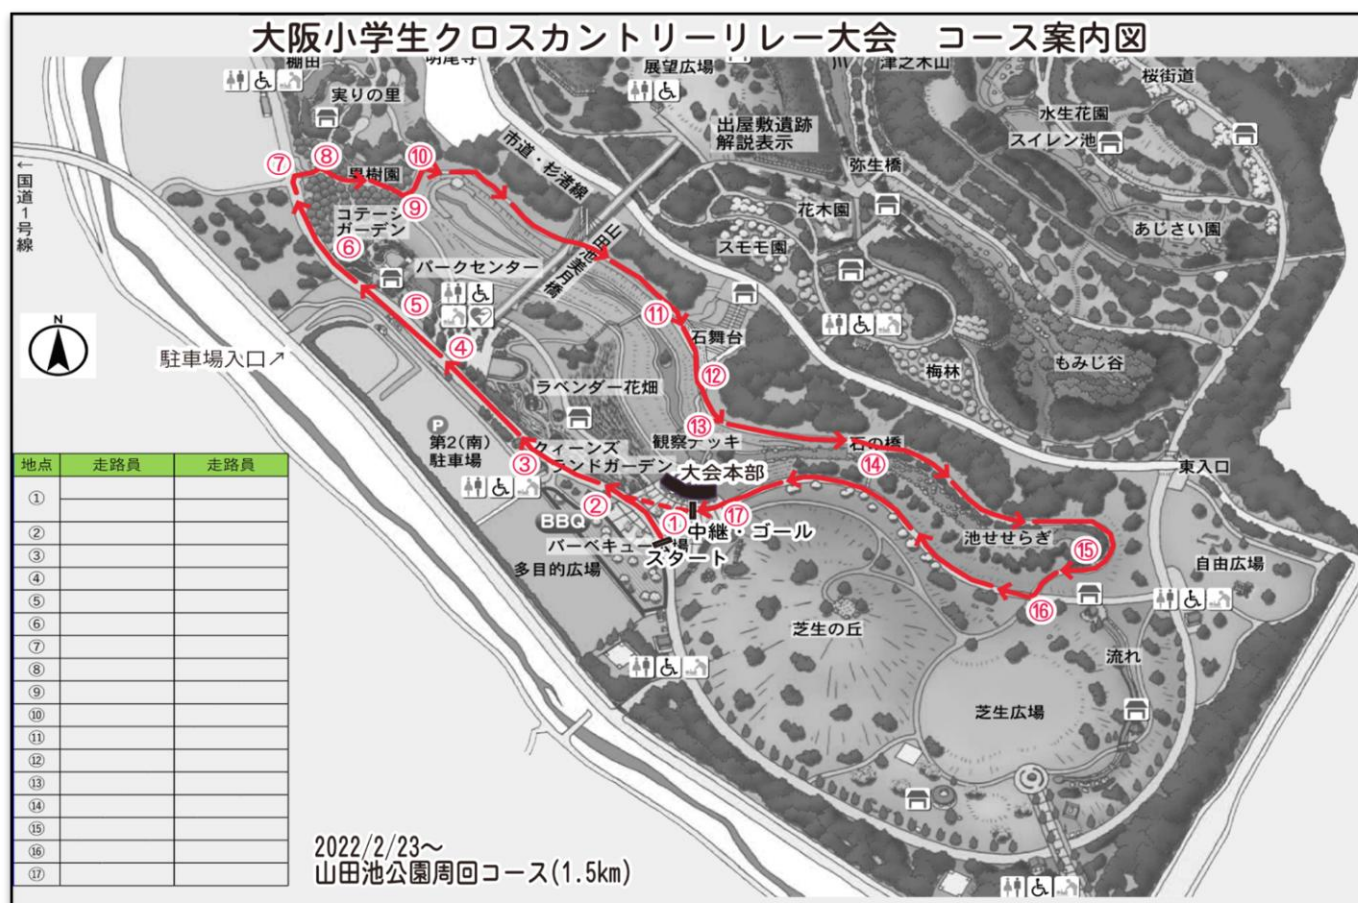 大阪小学生クロスカントリーリレー大会　コース案内図
棚田
明尾寺
展望広場
津之木山
桜街道
実りの里
水生花園
スイレン池
出屋敷遺跡
解説表示
市道・杉渚線
弥生橋
⑦
⑧
⑩
果樹園
←国道1号線
⑨
花木園
コテージ
ガーデン
あじさい園
⑥
スモモ園
山田池美月橋
パークセンター
⑤
⑪
N
石舞台
駐車場入口↗
④
もみじ谷
梅林
⑫
ラベンダー花畑
P
第2(南)
駐車場
⑬
観察デッキ
石の橋
クィーンズ
ランドガーデン
③
⑭
東入口
大会本部
②
①
⑰
BBQ
中継・ゴール
バーベキュー広場
スタート
池せせらぎ
⑮
多目的広場
自由広場
⑯
芝生の丘
流れ
芝生広場
地点 走路員 走路員
①
②
③
④
⑤
⑥
⑦
⑧
⑨
⑩
⑪
⑫
⑬
⑭
⑮
⑯
⑰
2022/2/23～
山田池公園周回コース(1.5km)